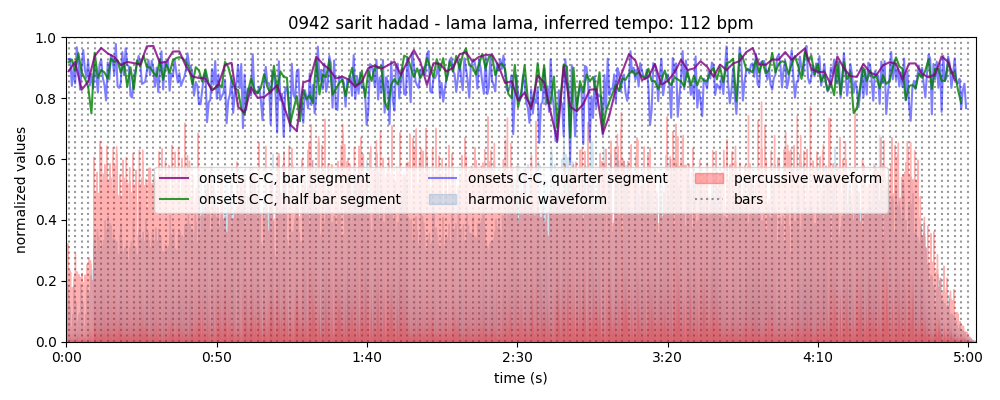 0942 sarit hadad - lama lama, inferred tempo: 112 bpm
normalized values
1.0
0.8
0.6
0.4
0.2
0.0
onsets C-C, bar segment
onsets C-C, half bar segment
onsets C-C, quarter segment
harmonic waveform
percussive waveform
bars
0:00 0:50 1:40 2:30 3:20 4:10 5:00
time (s)